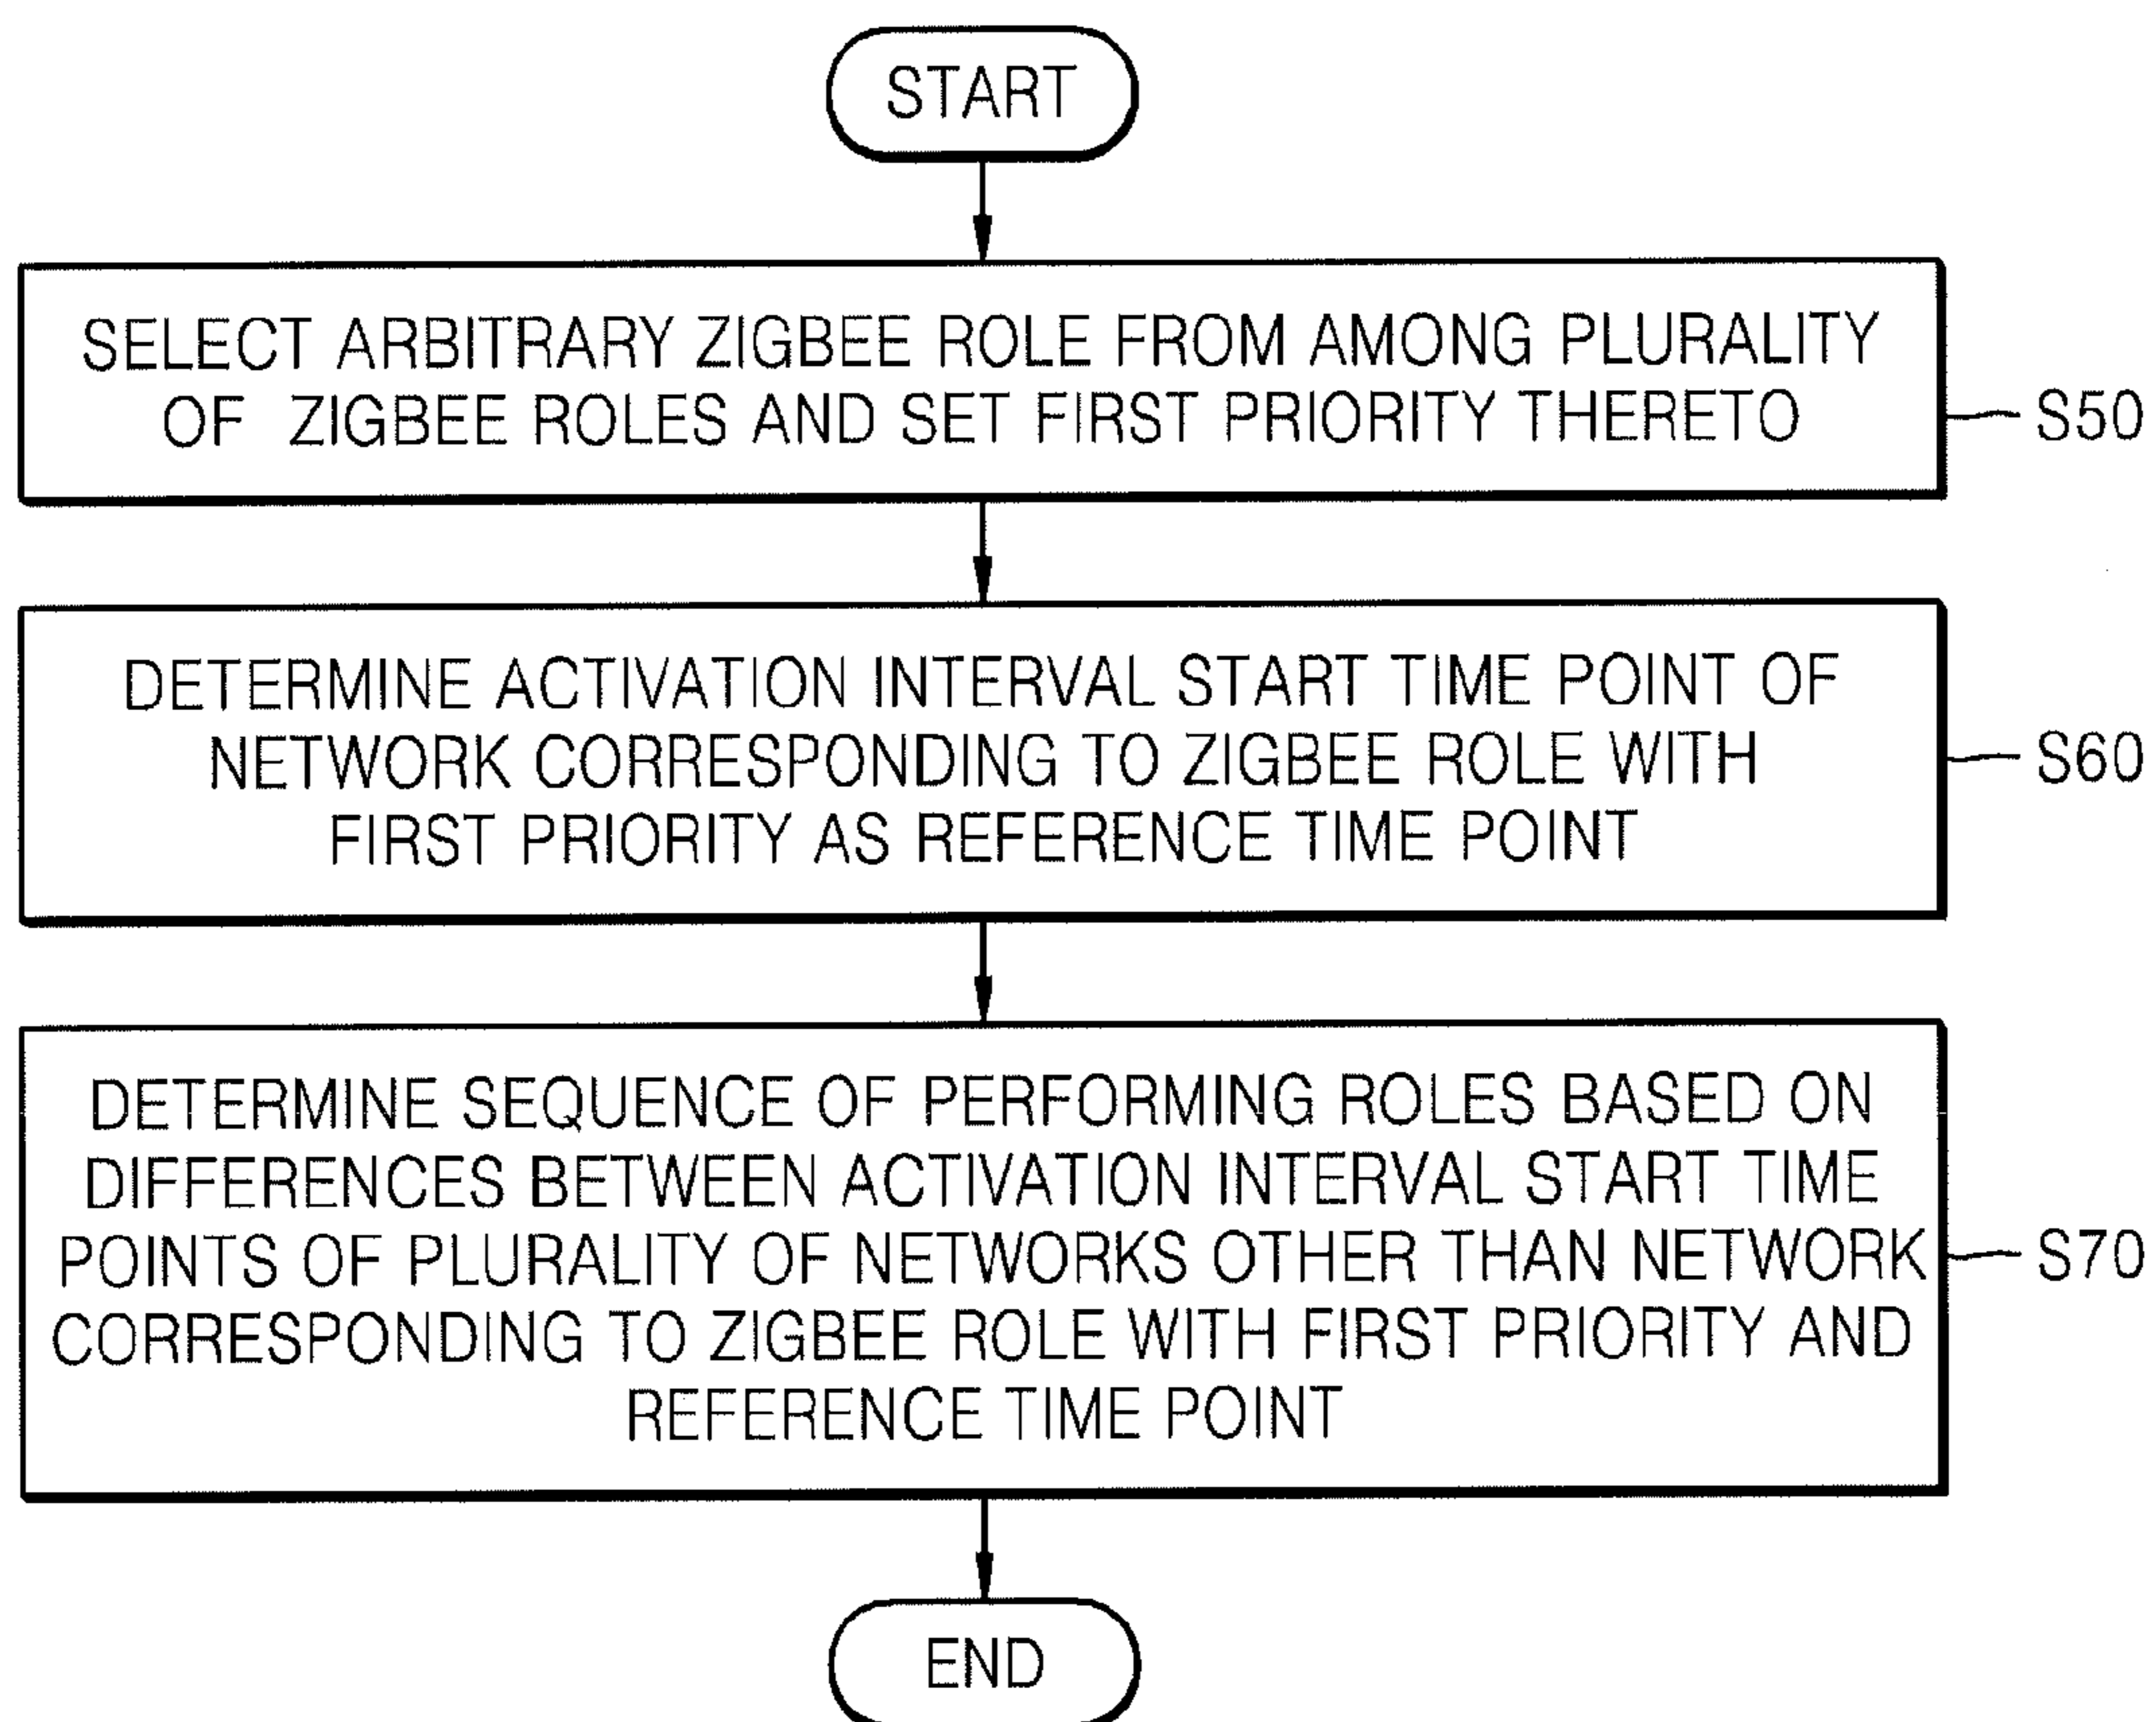 START
SELECT ARBITRARY ZIGBEE ROLE FROM AMONG PLURALITY
OF ZIGBEE ROLES AND SET FIRST PRIORITY THERETO
S50
DETERMINE ACTIVATION INTERVAL START TIME POINT OF
NETWORK CORRESPONDING TO ZIGBEE ROLE WITH
FIRST PRIORITY AS REFERENCE TIME POINT
S60
DETERMINE SEQUENCE OF PERFORMING ROLES BASED ON
DIFFERENCES BETWEEN ACTIVATION INTERVAL START TIME
POINTS OF PLURALITY OF NETWORKS OTHER THAN NETWORK
CORRESPONDING TO ZIGBEE ROLE WITH FIRST PRIORITY AND
REFERENCE TIME POINT
S70
END